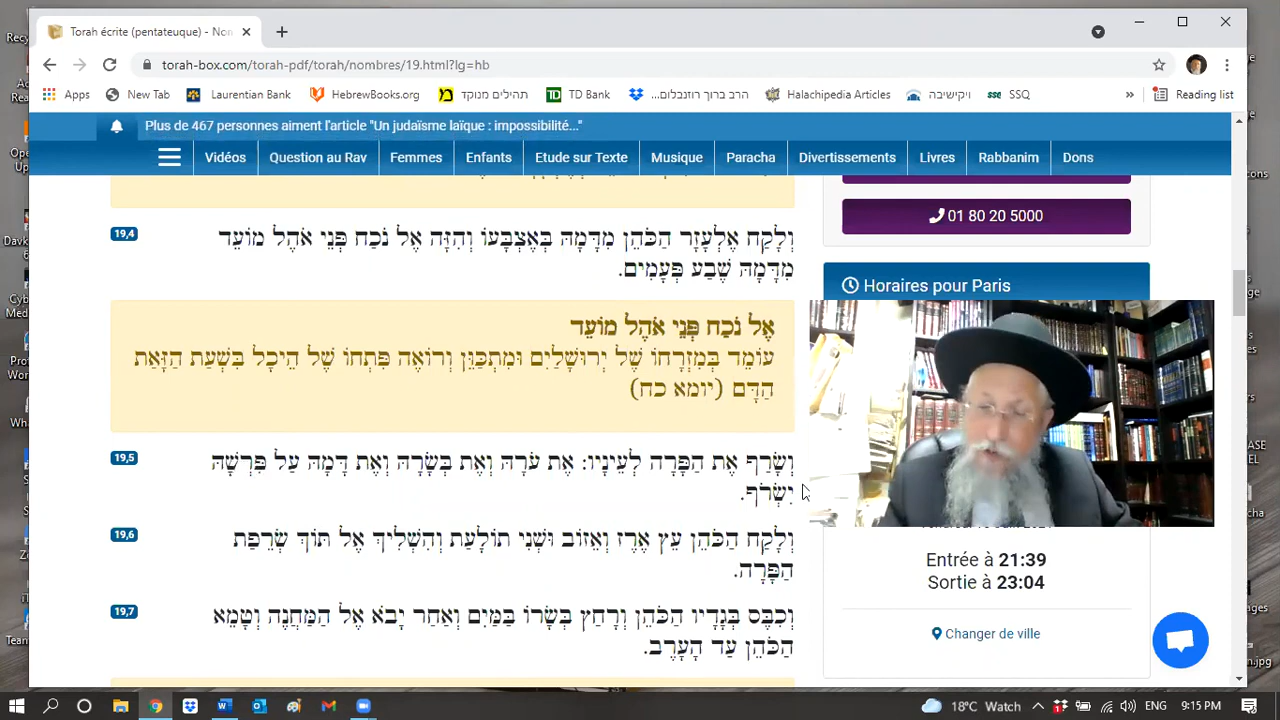 Torah écrite (pentateuque) - Nor
torah-box.com/torah-pdf/torah/nombres/19.html?lg=hb
Apps
New Tab
Laurentian Bank
HebrewBooks.org
תהילים מנוקד
TD Bank
הרב ברוך רוזנבלום...
Halachipedia Articles
ויקישיבה
SSQ
»
Reading list
Plus de 467 personnes aiment l'article "Un judaïsme laïque : impossibilité..."
Vidéos
Question au Rav
Femmes
Enfants
Etude sur Texte
Musique
Paracha
Divertissements
Livres
Rabbanim
Dons
01 80 20 5000
19,4
וְלָקַח אֶלְעָזָר הַכֹּהֵן מִדָּמָהּ בְּאֶצְבָּעוֹ וְהִזָּה אֶל נֹכַח פְּנֵי אֹהֶל מוֹעֵד
מִדָּמָהּ שֶׁבַע פְּעָמִים.
Horaires pour Paris
אֶל נֹכַח פְּנֵי אֹהֶל מוֹעֵד
עוֹמֵד בְּמִזְרָחוֹ שֶׁל יְרוּשָׁלַיִם וּמִתְכַּוֵּין וְרוֹאֶה פִּתְחוֹ שֶׁל הֵיכָל בִּשְׁעַת הַזָּאַת
הַדָּם (יומא כח)
19,5
וְשָׂרַף אֶת הַפָּרָה לְעֵינָיו: אֶת עֹרָהּ וְאֶת בְּשָׂרָהּ וְאֶת דָּמָהּ עַל פִּרְשָׁהּ
יִשְׂרֹף.
19,6
וְלָקַח הַכֹּהֵן עֵץ אֶרֶז וְאֵזוֹב וּשְׁנִי תוֹלָעַת וְהִשְׁלִיךְ אֶל תּוֹךְ שְׂרֵפַת
הַפָּרָה.
Entrée à 21:39
Sortie à 23:04
19,7
וְכִבֶּס בְּגָדָיו הַכֹּהֵן וְרָחַץ בְּשָׂרוֹ בַּמַּיִם וְאַחַר יָבֹא אֶל הַמַּחֲנֶה וְטָמֵא
הַכֹּהֵן עַד הָעָרֶב.
Changer de ville
18°C Watch
ENG
9:15 PM